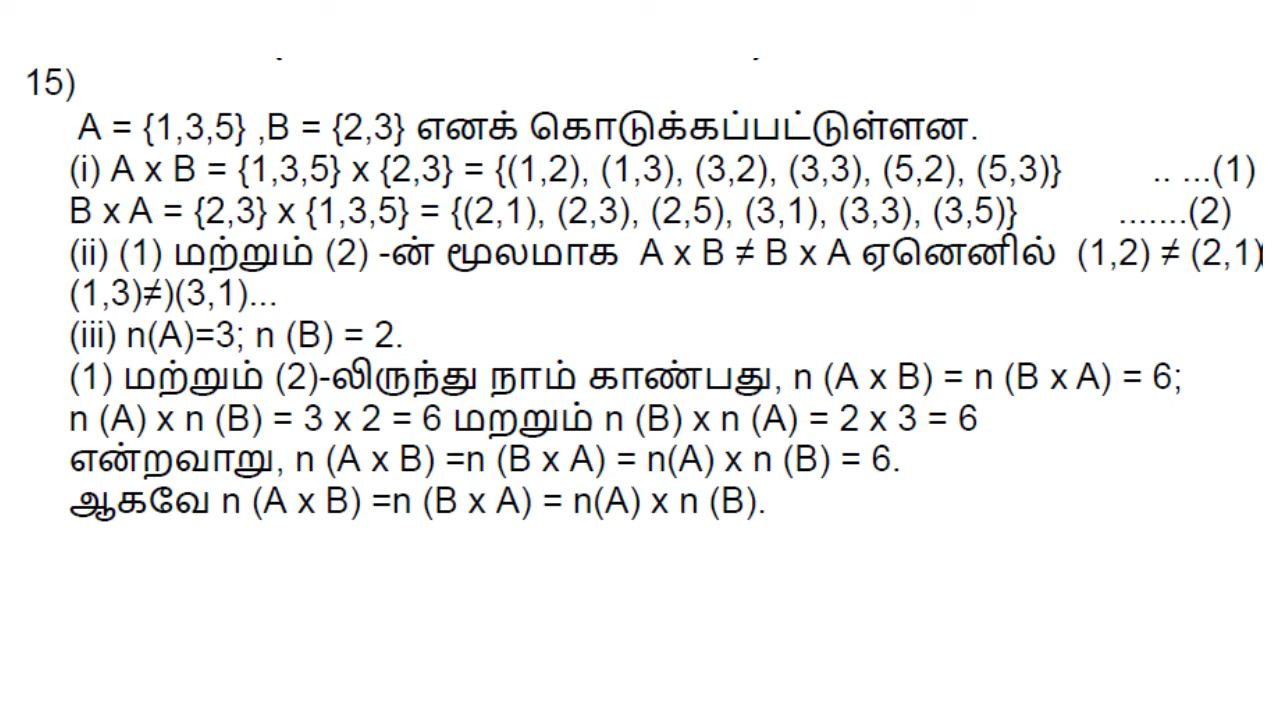 15)
A = {1,3,5} ,B = {2,3} எனக் கொடுக்கப்பட்டுள்ளன.
(i) A x B = {1,3,5} x {2,3} = {(1,2), (1,3), (3,2), (3,3), (5,2), (5,3)} .. ...(1)
B x A = {2,3} x {1,3,5} = {(2,1), (2,3), (2,5), (3,1), (3,3), (3,5)} .......(2)
(ii) (1) மற்றும் (2) -ன் மூலமாக A x B ≠ B x A ஏனெனில் (1,2) ≠ (2,1)
(1,3)≠)(3,1)...
(iii) n(A)=3; n (B) = 2.
(1) மற்றும் (2)-லிருந்து நாம் காண்பது, n (A x B) = n (B x A) = 6;
n (A) x n (B) = 3 x 2 = 6 மறறும் n (B) x n (A) = 2 x 3 = 6
என்றவாறு, n (A x B) =n (B x A) = n(A) x n (B) = 6.
ஆகவே n (A x B) =n (B x A) = n(A) x n (B).